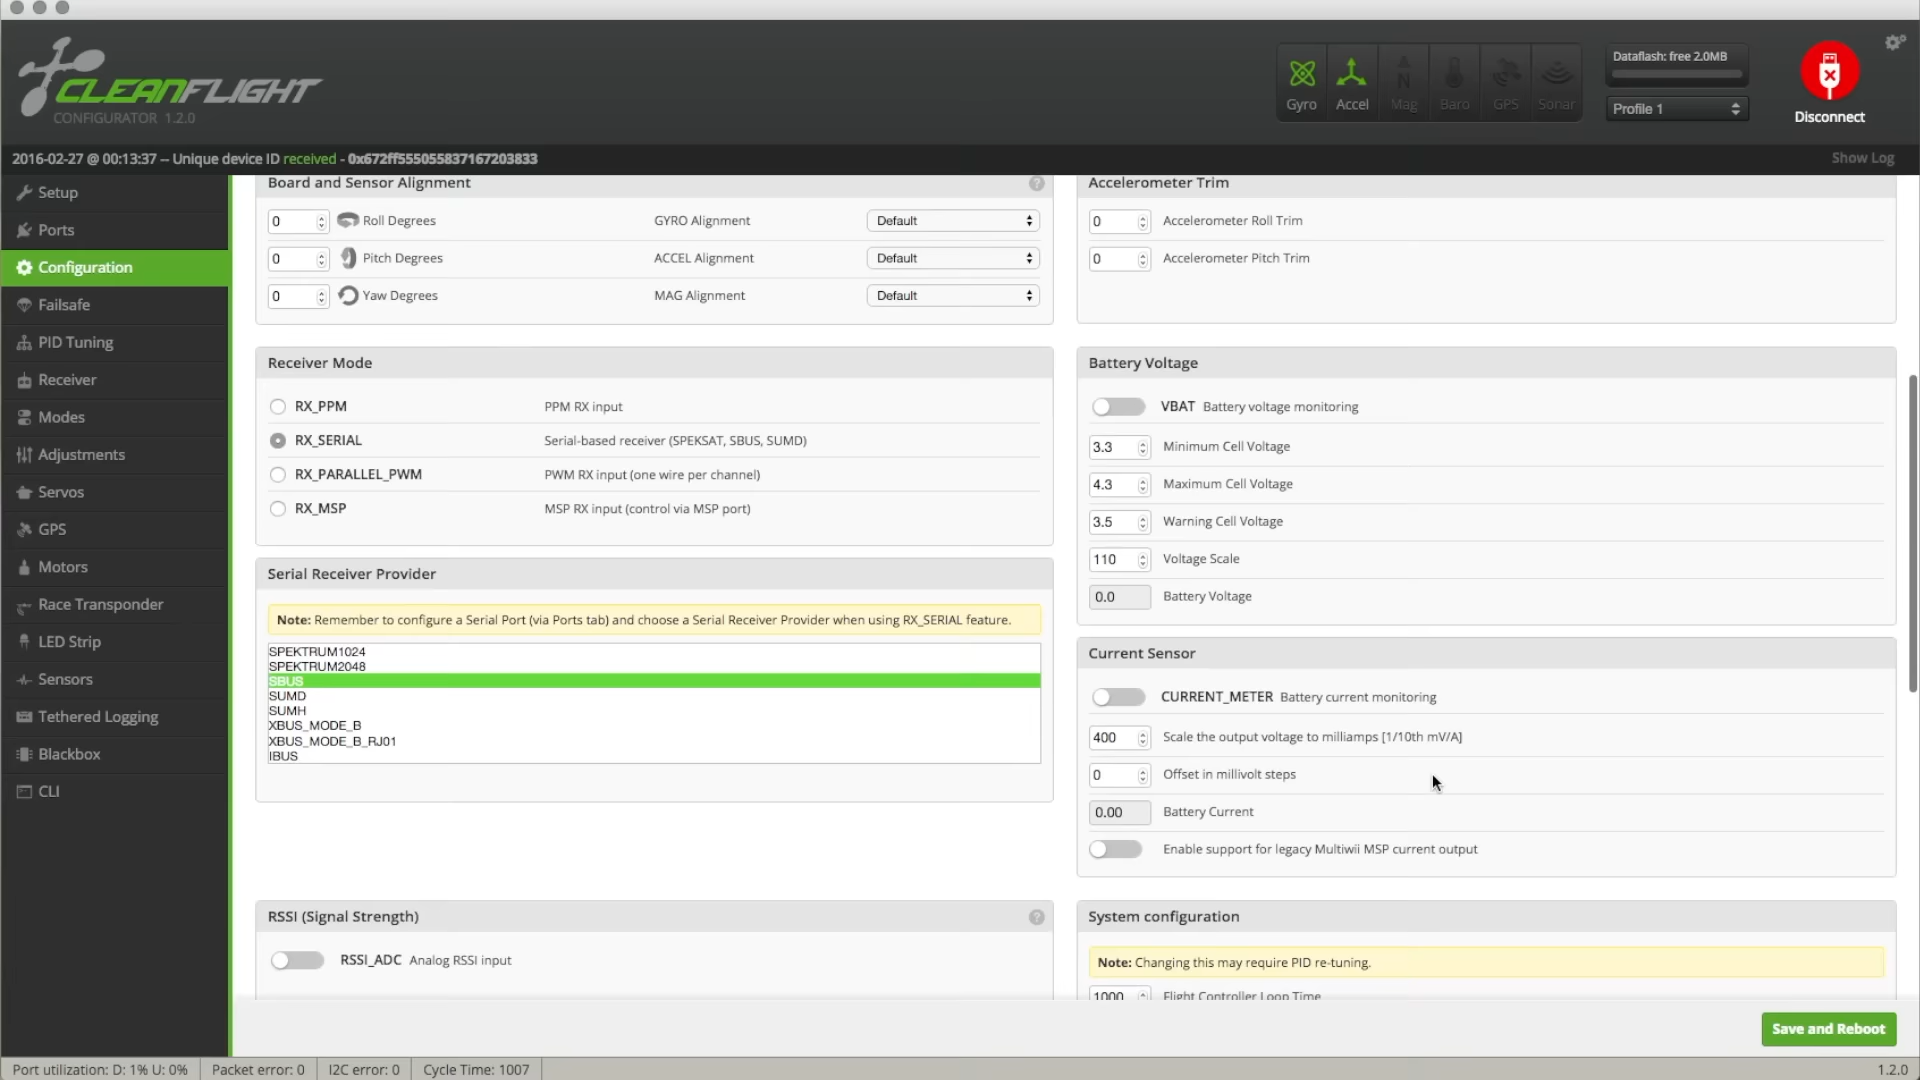 CLEANFLIGHT
CONFIGURATOR 1.2.0
Gyro
Accel
Mag
Baro
GPS
Sonar
Dataflash: free 2.0MB
Profile 1
Disconnect
2016-02-27 @ 00:13:37 -- Unique device ID received - 0x672ff555055837167203833
Show Log
Setup
Ports
Configuration
Failsafe
PID Tuning
Receiver
Modes
Adjustments
Servos
GPS
Motors
Race Transponder
LED Strip
Sensors
Tethered Logging
Blackbox
CLI
Board and Sensor Alignment
0 Roll Degrees GYRO Alignment Default
0 Pitch Degrees ACCEL Alignment Default
0 Yaw Degrees MAG Alignment Default
Accelerometer Trim
0 Accelerometer Roll Trim
0 Accelerometer Pitch Trim
Receiver Mode
RX_PPM PPM RX input
RX_SERIAL Serial-based receiver (SPEKSAT, SBUS, SUMD)
RX_PARALLEL_PWM PWM RX input (one wire per channel)
RX_MSP MSP RX input (control via MSP port)
Battery Voltage
VBAT Battery voltage monitoring
3.3 Minimum Cell Voltage
4.3 Maximum Cell Voltage
3.5 Warning Cell Voltage
110 Voltage Scale
0.0 Battery Voltage
Serial Receiver Provider
Note: Remember to configure a Serial Port (via Ports tab) and choose a Serial Receiver Provider when using RX_SERIAL feature.
SPEKTRUM1024
SPEKTRUM2048
SBUS
SUMD
SUMH
XBUS_MODE_B
XBUS_MODE_B_RJ01
IBUS
Current Sensor
CURRENT_METER Battery current monitoring
400 Scale the output voltage to milliamps [1/10th mV/A]
0 Offset in millivolt steps
0.00 Battery Current
Enable support for legacy Multiwii MSP current output
RSSI (Signal Strength)
RSSI_ADC Analog RSSI input
System configuration
Note: Changing this may require PID re-tuning.
1000 Flight Controller Loop Time
Save and Reboot
Port utilization: D: 1% U: 0%
Packet error: 0
I2C error: 0
Cycle Time: 1007
1.2.0